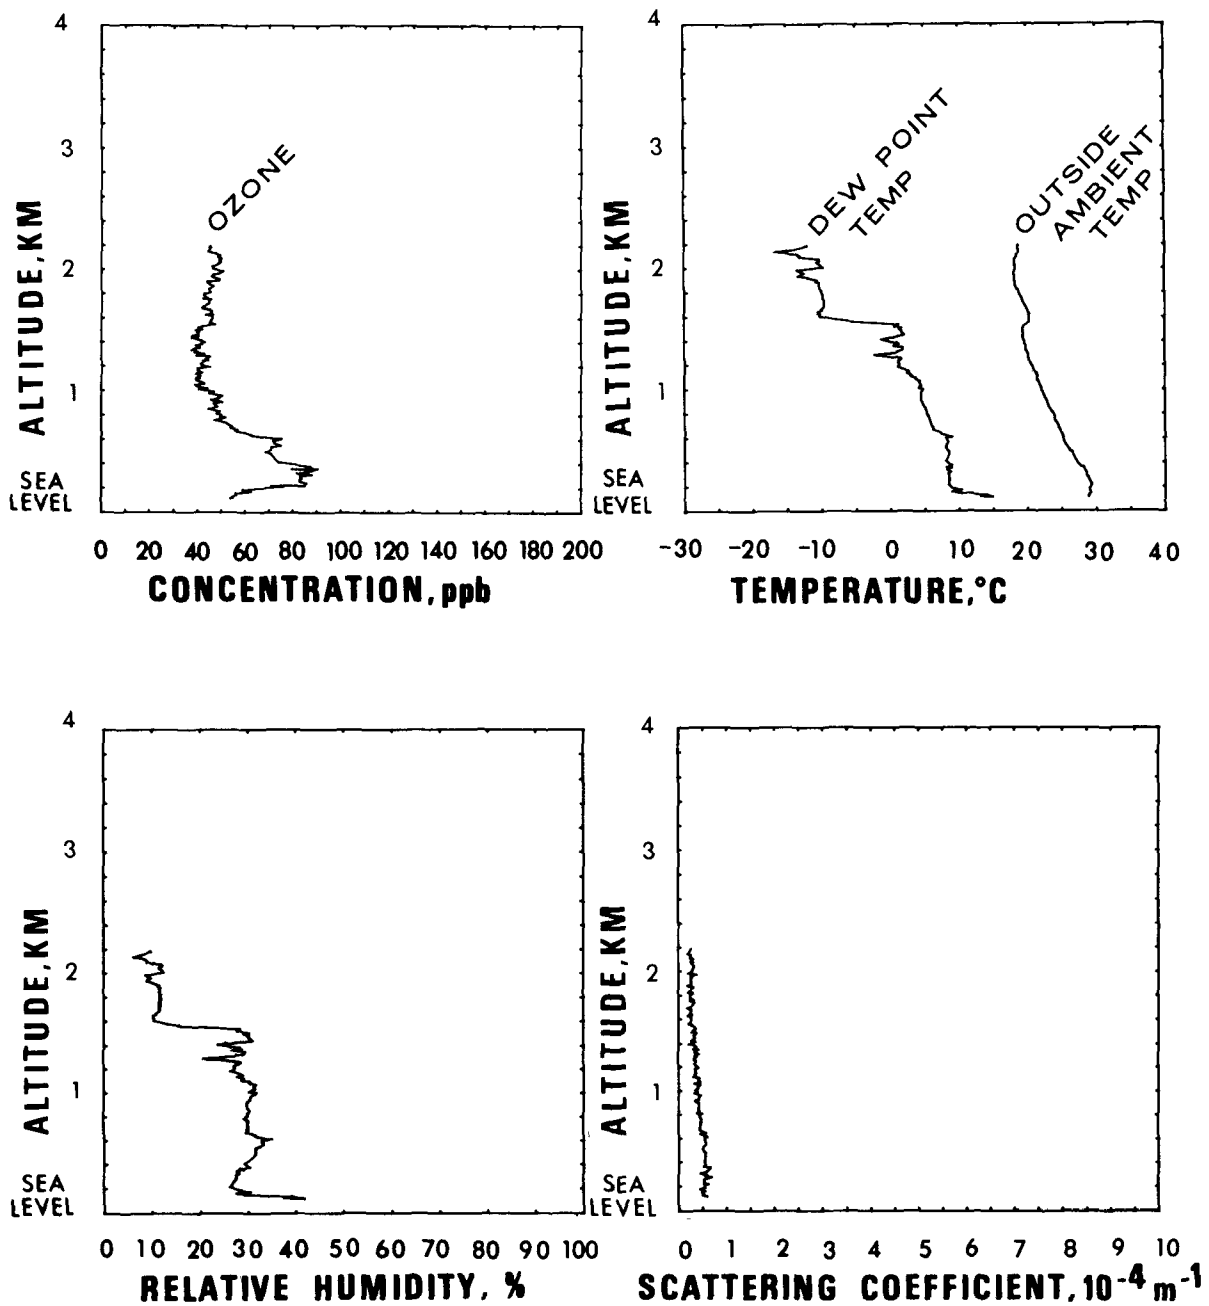 4
3
2
1
ALTITUDE, KM
SEA
LEVEL
OZONE
0 20 40 60 80 100 120 140 160 180 200
CONCENTRATION, ppb
4
3
2
1
ALTITUDE, KM
SEA
LEVEL
DEW POINT
TEMP
OUTSIDE
AMBIENT
TEMP
-30 -20 -10 0 10 20 30 40
TEMPERATURE, °C
4
3
2
1
ALTITUDE, KM
SEA
LEVEL
0 10 20 30 40 50 60 70 80 90 100
RELATIVE HUMIDITY, %
4
3
2
1
ALTITUDE, KM
SEA
LEVEL
0 1 2 3 4 5 6 7 8 9 10
SCATTERING COEFFICIENT, 10⁻⁴ m⁻¹